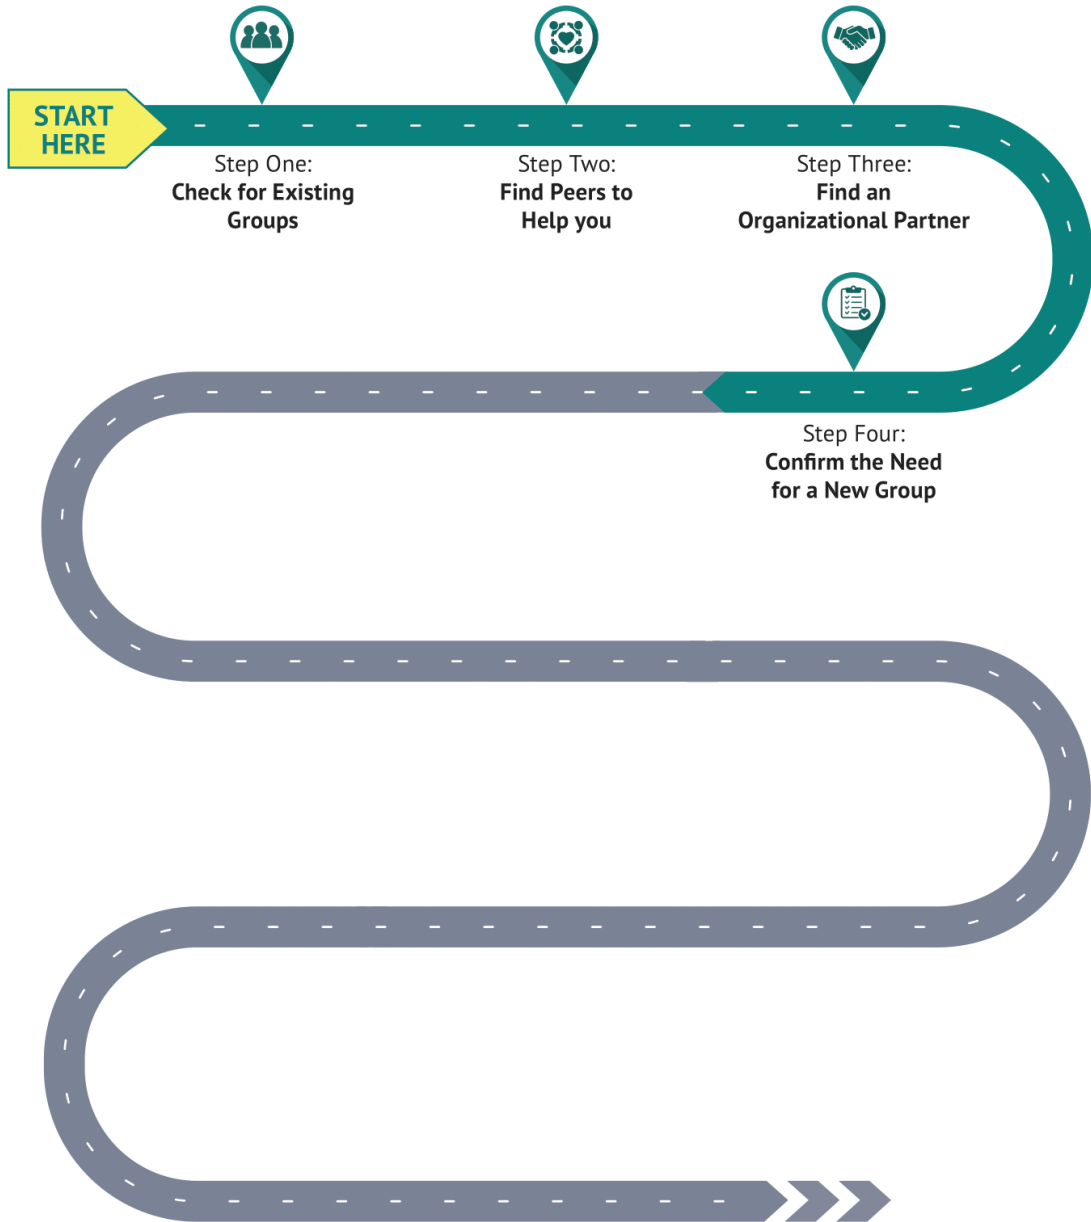 START
HERE
Step One:
Check for Existing
Groups
Step Two:
Find Peers to
Help you
Step Three:
Find an
Organizational Partner
Step Four:
Confirm the Need
for a New Group